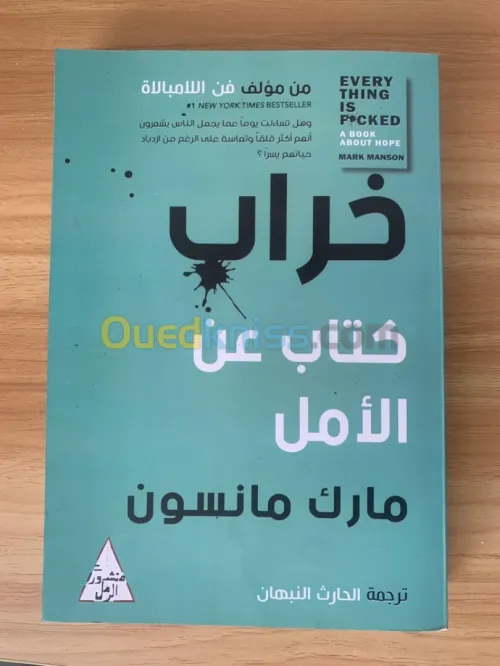 من مؤلف فن اللامبالاة
#1 NEW YORK TIMES BESTSELLER
وهل تساءلت يوماً عما يجعل الناس يشعرون
أنهم أكثر قلقاً وتعاسة على الرغم من ازدياد
حياتهم يسراً؟
EVERY
THING
IS
F*CKED
A BOOK
ABOUT HOPE
MARK MANSON
خراب
كتاب عن
الأمل
Ouedkniss.com
مارك مانسون
منشورات
الرمل
ترجمة الحارث النبهان